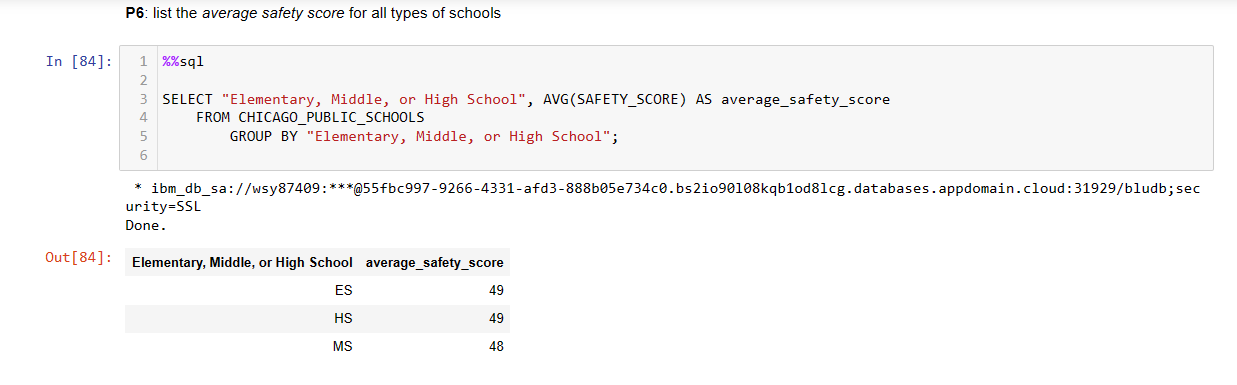 P6: list the average safety score for all types of schools
In [84]:
1 %%sql
2
3 SELECT "Elementary, Middle, or High School", AVG(SAFETY_SCORE) AS average_safety_score
4 FROM CHICAGO_PUBLIC_SCHOOLS
5 GROUP BY "Elementary, Middle, or High School";
6
* ibm_db_sa://wsy87409:***@55fbc997-9266-4331-afd3-888b05e734c0.bs2io90l08kqb1od8lcg.databases.appdomain.cloud:31929/bludb;sec
urity=SSL
Done.
Out[84]:
Elementary, Middle, or High School average_safety_score
ES 49
HS 49
MS 48